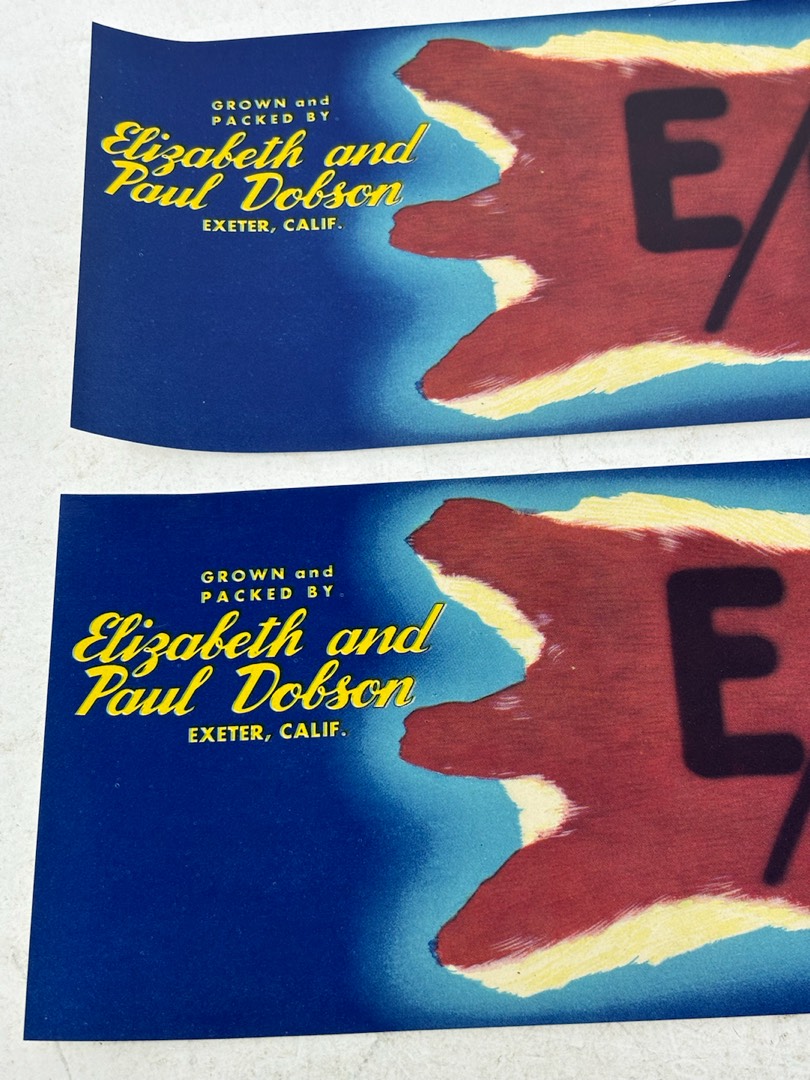 GROWN and
PACKED BY
Elizabeth and
Paul Dobson
EXETER, CALIF.
E/
GROWN and
PACKED BY
Elizabeth and
Paul Dobson
EXETER, CALIF.
E/